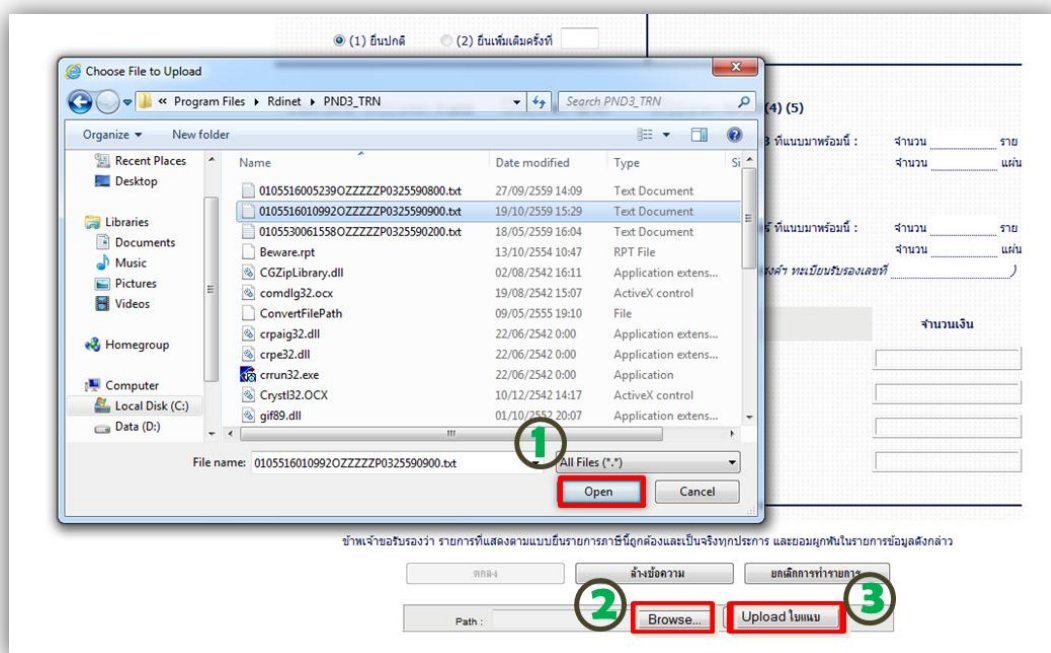 (1) ยื่นปกติ (2) ยื่นเพิ่มเติมครั้งที่
Choose File to Upload
« Program Files Rdinet PND3_TRN
Search PND3_TRN
(4) (5)
Organize New folder
3 ที่แนบมาพร้อมนี้ : จำนวน ราย
จำนวน แผ่น
Recent Places
Desktop
Libraries
Documents
Music
Pictures
Videos
Homegroup
Computer
Local Disk (C:)
Data (D:)
Name Date modified Type Si
0105516005239OZZZZZP0325590800.txt 27/09/2559 14:09 Text Document
0105516010992OZZZZZP0325590900.txt 19/10/2559 15:29 Text Document
0105530061558OZZZZZP0325590200.txt 18/05/2559 16:04 Text Document
Beware.rpt 13/10/2554 10:47 RPT File
CGZipLibrary.dll 02/08/2542 16:11 Application extens...
comdlg32.ocx 19/08/2542 15:07 ActiveX control
ConvertFilePath 09/05/2555 19:10 File
crpaig32.dll 22/06/2542 0:00 Application extens...
crpe32.dll 22/06/2542 0:00 Application extens...
crrun32.exe 22/06/2542 0:00 Application
Crystl32.OCX 10/12/2542 14:17 ActiveX control
gif89.dll 01/10/2552 20:07 Application extens...
ที่แนบมาพร้อมนี้ : จำนวน ราย
จำนวน แผ่น
ทะเบียนรับรองเลขที่ )
จำนวนเงิน
1
File name: 0105516010992OZZZZZP0325590900.txt All Files (*.*)
Open Cancel
ข้าพเจ้าขอรับรองว่า รายการที่แสดงตามแบบยื่นรายการภาษีนี้ถูกต้องและเป็นจริงทุกประการ และยอมผูกพันในรายการข้อมูลดังกล่าว
ตกลง ล้างข้อความ ยกเลิกการทำรายการ
2 3
Path : Browse... Upload ใบแนบ